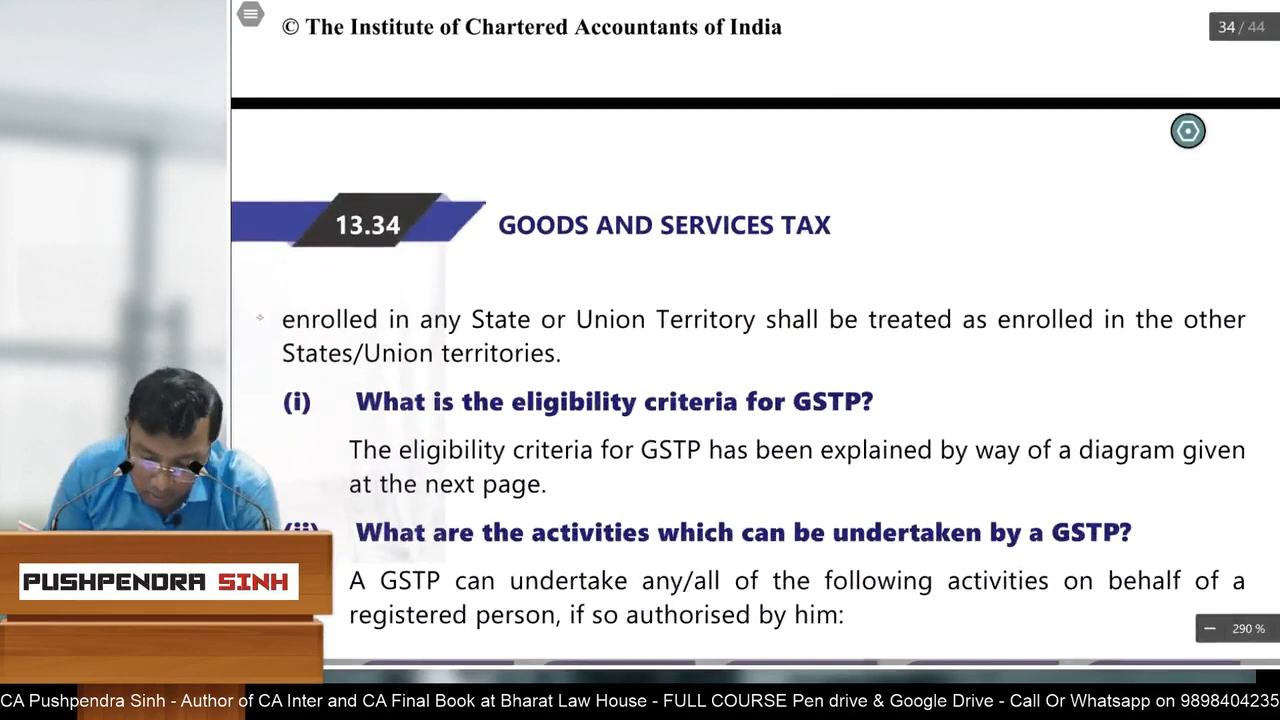 © The Institute of Chartered Accountants of India
34 / 44
13.34
GOODS AND SERVICES TAX
enrolled in any State or Union Territory shall be treated as enrolled in the other
States/Union territories.
(i) What is the eligibility criteria for GSTP?
The eligibility criteria for GSTP has been explained by way of a diagram given
at the next page.
(ii) What are the activities which can be undertaken by a GSTP?
A GSTP can undertake any/all of the following activities on behalf of a
registered person, if so authorised by him:
PUSHPENDRA SINH
290 %
CA Pushpendra Sinh - Author of CA Inter and CA Final Book at Bharat Law House - FULL COURSE Pen drive & Google Drive - Call Or Whatsapp on 9898404235